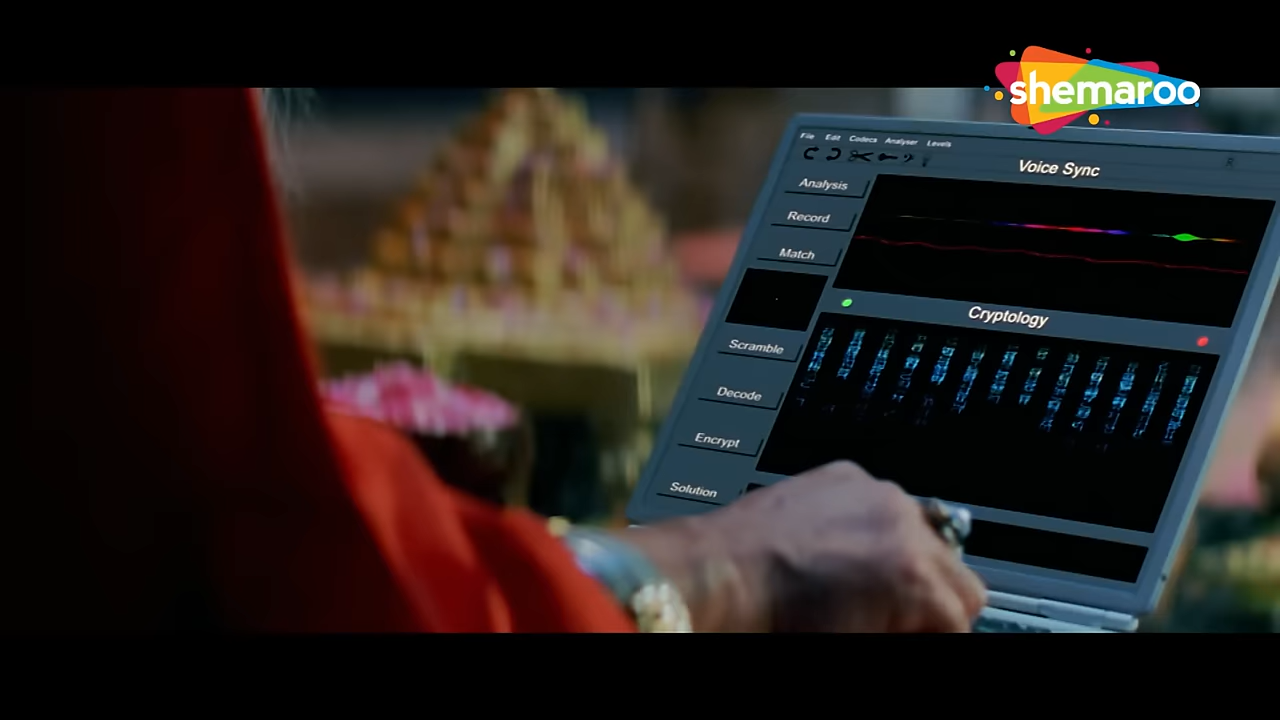 shemaroo
File Edit Codecs Analyser Levels
Voice Sync
Analysis
Record
Match
Cryptology
Scramble
Decode
Encrypt
Solution